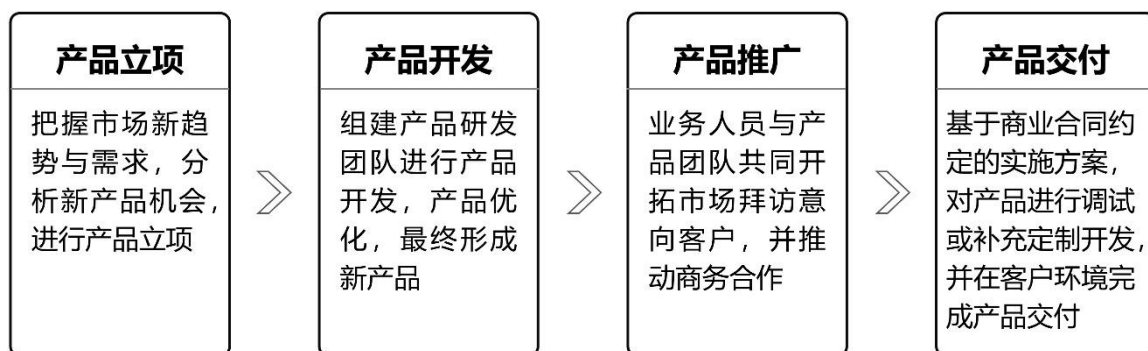 产品立项
把握市场新趋
势与需求，分
析新产品机会，
进行产品立项
产品开发
组建产品研发
团队进行产品
开发，产品优
化，最终形成
新产品
产品推广
业务人员与产
品团队共同开
拓市场拜访意
向客户，并推
动商务合作
产品交付
基于商业合同约
定的实施方案，
对产品进行调试
或补充定制开发，
并在客户环境完
成产品交付